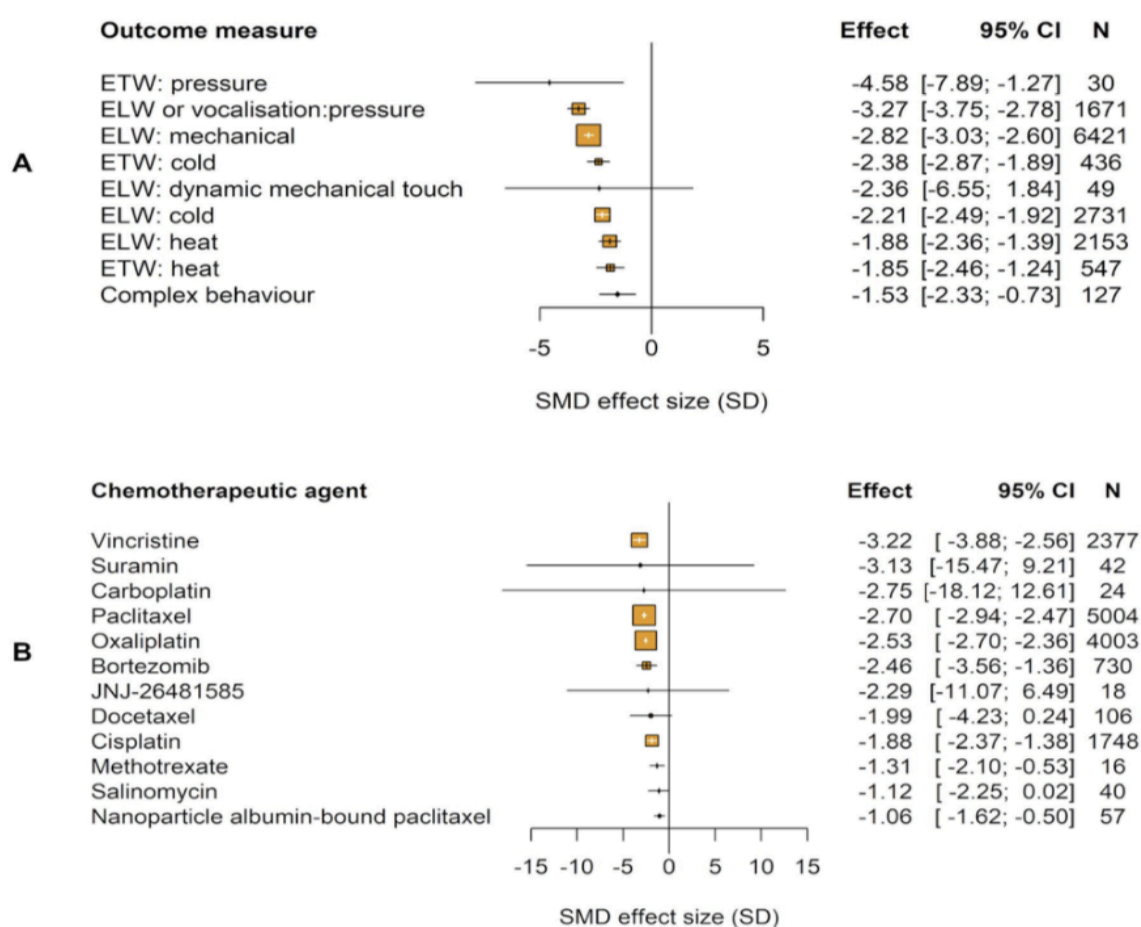 Outcome measure Effect 95% CI N
ETW: pressure -4.58 [-7.89; -1.27] 30
ELW or vocalisation:pressure -3.27 [-3.75; -2.78] 1671
ELW: mechanical -2.82 [-3.03; -2.60] 6421
A
ETW: cold -2.38 [-2.87; -1.89] 436
ELW: dynamic mechanical touch -2.36 [-6.55; 1.84] 49
ELW: cold -2.21 [-2.49; -1.92] 2731
ELW: heat -1.88 [-2.36; -1.39] 2153
ETW: heat -1.85 [-2.46; -1.24] 547
Complex behaviour -1.53 [-2.33; -0.73] 127
-5 0 5
SMD effect size (SD)
Chemotherapeutic agent Effect 95% CI N
Vincristine -3.22 [ -3.88; -2.56] 2377
Suramin -3.13 [-15.47; 9.21] 42
Carboplatin -2.75 [-18.12; 12.61] 24
Paclitaxel -2.70 [ -2.94; -2.47] 5004
Oxaliplatin -2.53 [ -2.70; -2.36] 4003
B
Bortezomib -2.46 [ -3.56; -1.36] 730
JNJ-26481585 -2.29 [-11.07; 6.49] 18
Docetaxel -1.99 [ -4.23; 0.24] 106
Cisplatin -1.88 [ -2.37; -1.38] 1748
Methotrexate -1.31 [ -2.10; -0.53] 16
Salinomycin -1.12 [ -2.25; 0.02] 40
Nanoparticle albumin-bound paclitaxel -1.06 [ -1.62; -0.50] 57
-15 -10 -5 0 5 10 15
SMD effect size (SD)